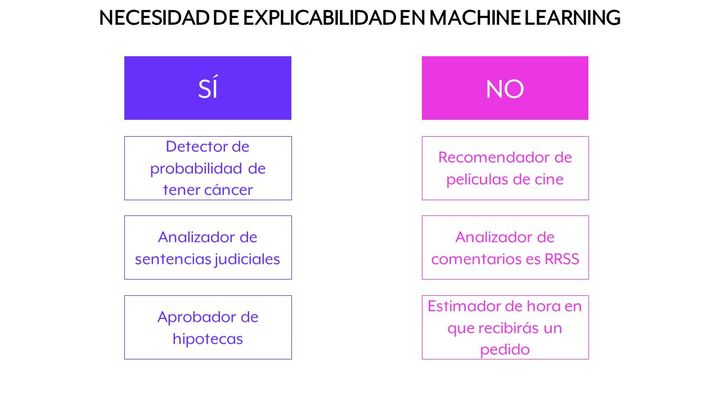 NECESIDAD DE EXPLICABILIDAD EN MACHINE LEARNING
SÍ
NO
Detector de
probabilidad de
tener cáncer
Recomendador de
películas de cine
Analizador de
sentencias judiciales
Analizador de
comentarios es RRSS
Aprobador de
hipotecas
Estimador de hora en
que recibirás un
pedido